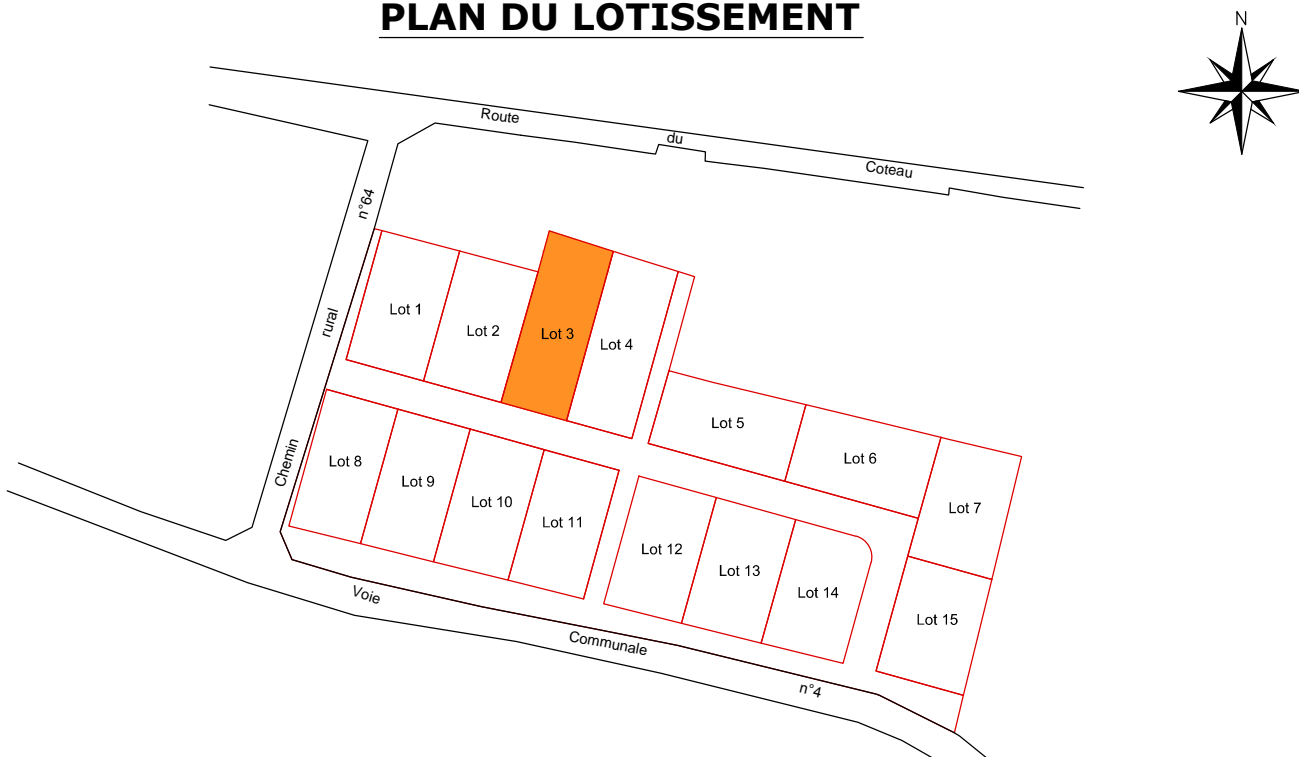 PLAN DU LOTISSEMENT
N
Route du Coteau
Chemin rural n°64
Lot 1
Lot 2
Lot 3
Lot 4
Lot 5
Lot 6
Lot 7
Lot 8
Lot 9
Lot 10
Lot 11
Lot 12
Lot 13
Lot 14
Lot 15
Voie Communale n°4